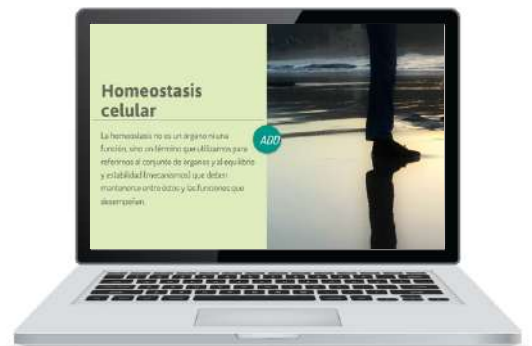 Homeostasis
celular
La homeostasis no es un órgano ni una
función, sino un término que utilizamos para
referirnos al conjunto de órganos y al equilibrio
y estabilidad (mecanismos) que deben
mantenerse entre éstos y las funciones que
desempeñan.
ADD